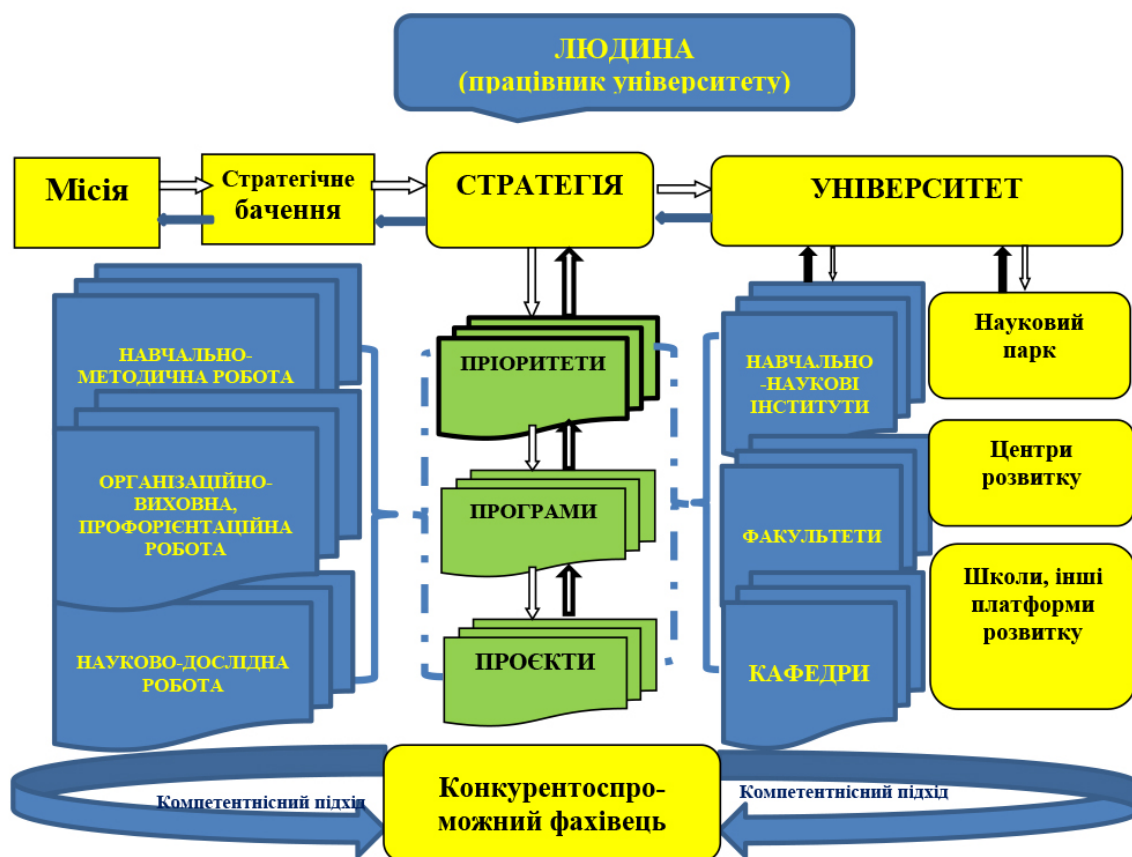 ЛЮДИНА
(працівник університету)
Місія
Стратегічне
бачення
СТРАТЕГІЯ
УНІВЕРСИТЕТ
НАВЧАЛЬНО-
МЕТОДИЧНА РОБОТА
ОРГАНІЗАЦІЙНО-
ВИХОВНА,
ПРОФОРІЄНТАЦІЙНА
РОБОТА
НАУКОВО-ДОСЛІДНА
РОБОТА
ПРІОРИТЕТИ
ПРОГРАМИ
ПРОЄКТИ
НАВЧАЛЬНО
-НАУКОВІ
ІНСТИТУТИ
ФАКУЛЬТЕТИ
КАФЕДРИ
Науковий
парк
Центри
розвитку
Школи, інші
платформи
розвитку
Компетентнісний підхід
Конкурентоспро-
можний фахівець
Компетентнісний підхід